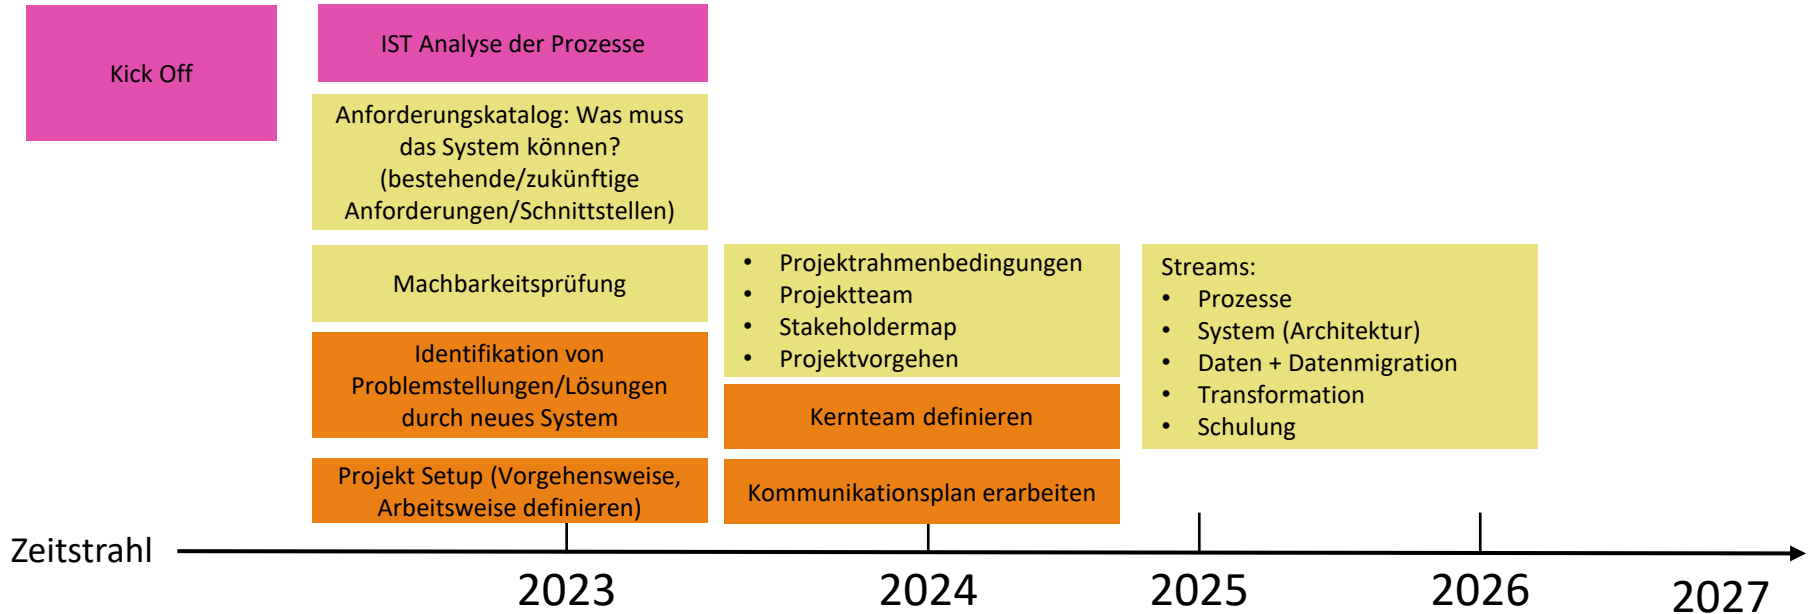 Kick Off
IST Analyse der Prozesse
Anforderungskatalog: Was muss
das System können?
(bestehende/zukünftige
Anforderungen/Schnittstellen)
Machbarkeitsprüfung
Identifikation von
Problemstellungen/Lösungen
durch neues System
Projekt Setup (Vorgehensweise,
Arbeitsweise definieren)
• Projektrahmenbedingungen
• Projektteam
• Stakeholdermap
• Projektvorgehen
Kernteam definieren
Kommunikationsplan erarbeiten
Streams:
• Prozesse
• System (Architektur)
• Daten + Datenmigration
• Transformation
• Schulung
Zeitstrahl
2023
2024
2025
2026
2027